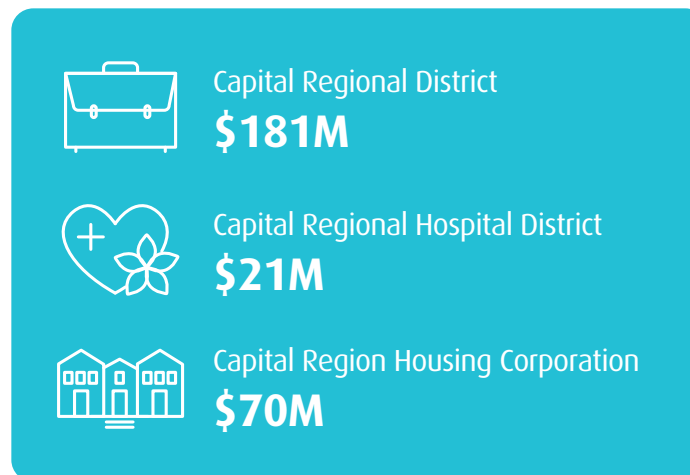 Capital Regional District
$181M
Capital Regional Hospital District
$21M
Capital Region Housing Corporation
$70M